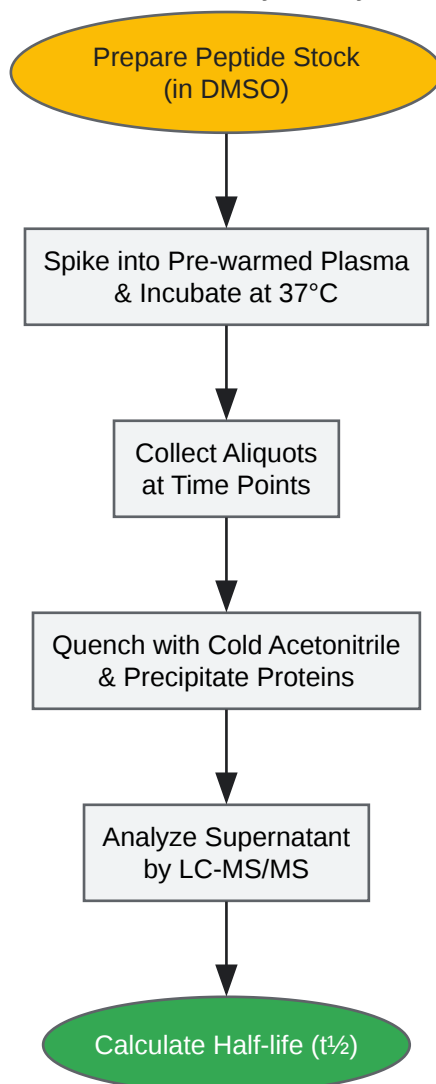 Prepare Peptide Stock
(in DMSO)
Spike into Pre-warmed Plasma
& Incubate at 37°C
Collect Aliquots
at Time Points
Quench with Cold Acetonitrile
& Precipitate Proteins
Analyze Supernatant
by LC-MS/MS
Calculate Half-life (t½)